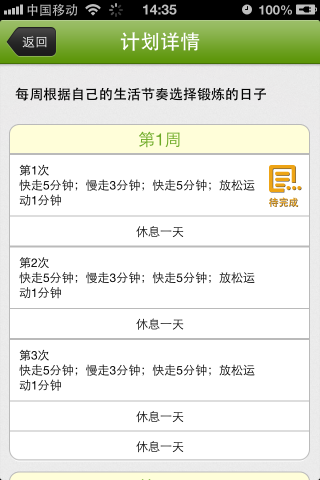 中国移动 14:35 100%
返回 计划详情
每周根据自己的生活节奏选择锻炼的日子
第1周
第1次
快走5分钟；慢走3分钟；快走5分钟；放松运
动1分钟
待完成
休息一天
第2次
快走5分钟；慢走3分钟；快走5分钟；放松运
动1分钟
休息一天
第3次
快走5分钟；慢走3分钟；快走5分钟；放松运
动1分钟
休息一天
休息一天